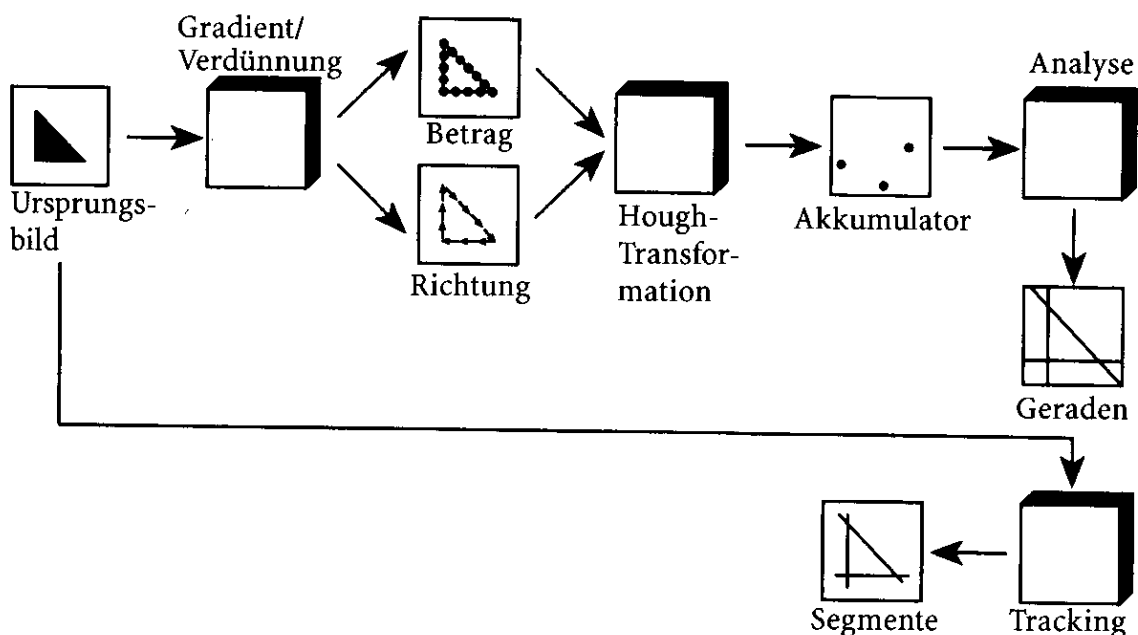 Gradient/
Verdünnung
Ursprungs-
bild
Betrag
Richtung
Hough-
Transfor-
mation
Akkumulator
Analyse
Geraden
Segmente
Tracking